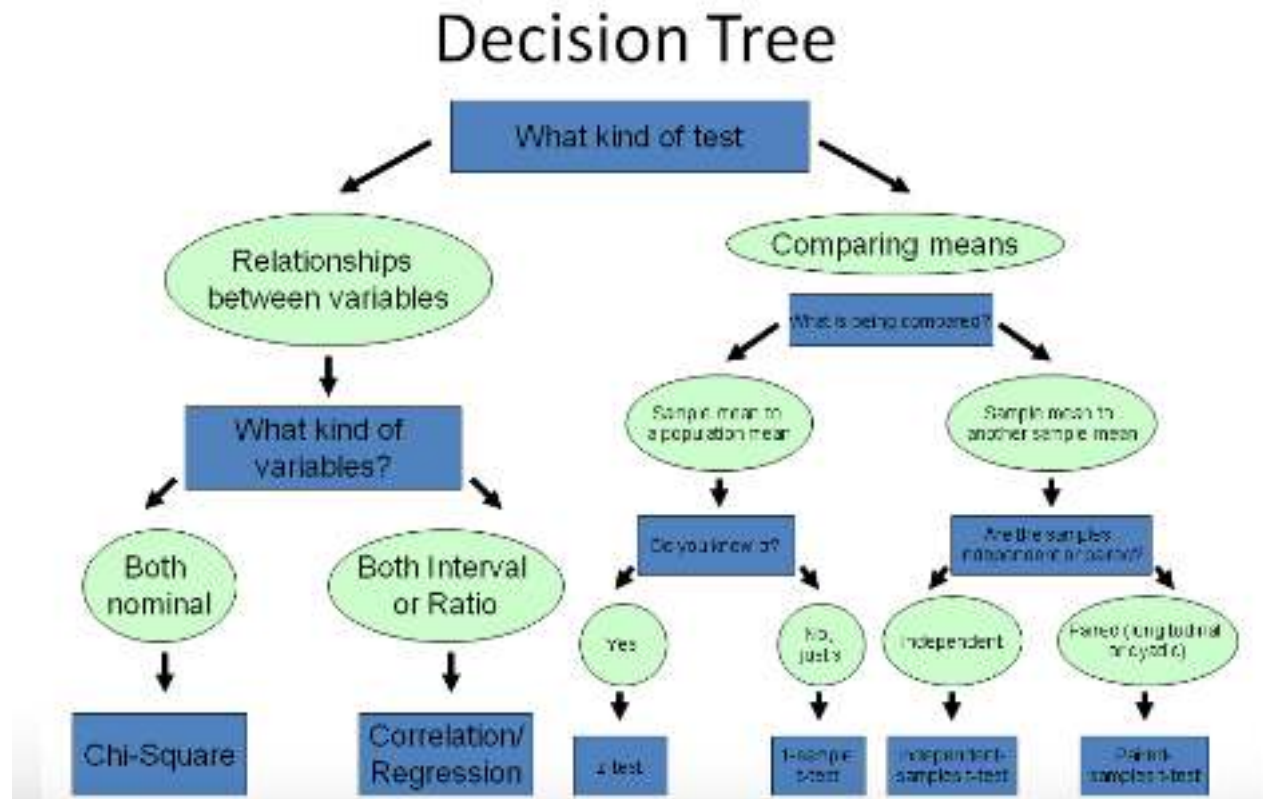 Decision Tree
What kind of test
Relationships
between variables
Comparing means
What is being compared?
What kind of
variables?
Sample mean to
a population mean
Sample mean to
another sample mean
Both
nominal
Both Interval
or Ratio
Do you know σ?
Are the samples
independent or paired?
Yes
No,
just s
Independent
Paired (longitudinal
or dyadic)
Chi-Square
Correlation/
Regression
z test
1-sample
t-test
Independent-
samples t-test
Paired-
samples t-test